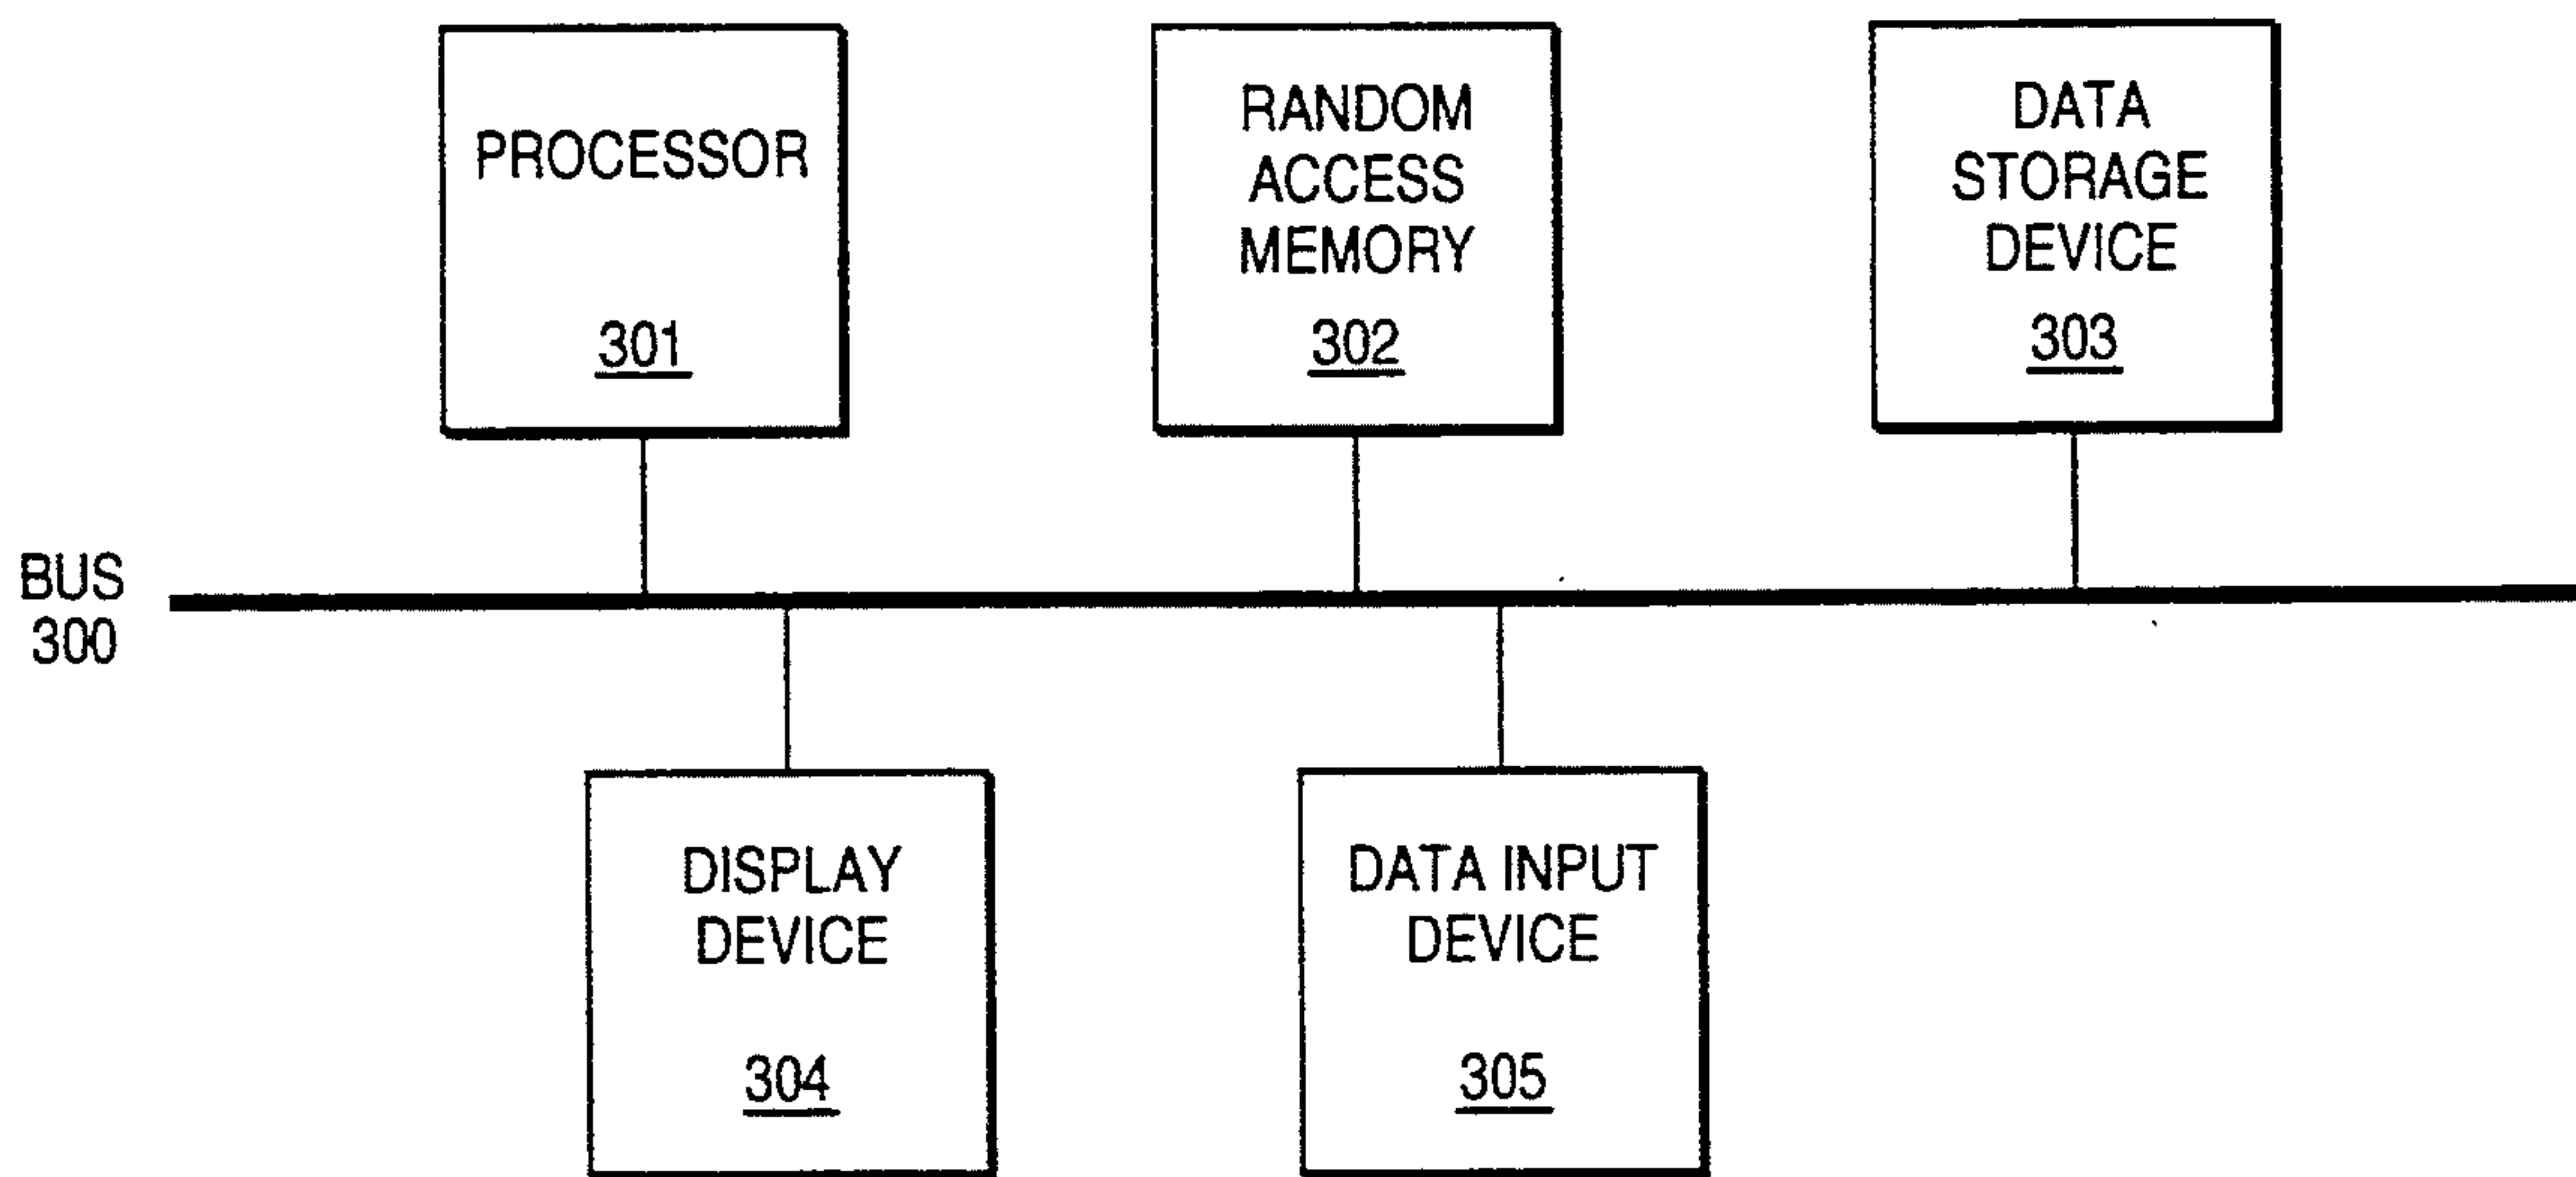 PROCESSOR
301
RANDOM
ACCESS
MEMORY
302
DATA
STORAGE
DEVICE
303
BUS
300
DISPLAY
DEVICE
304
DATA INPUT
DEVICE
305